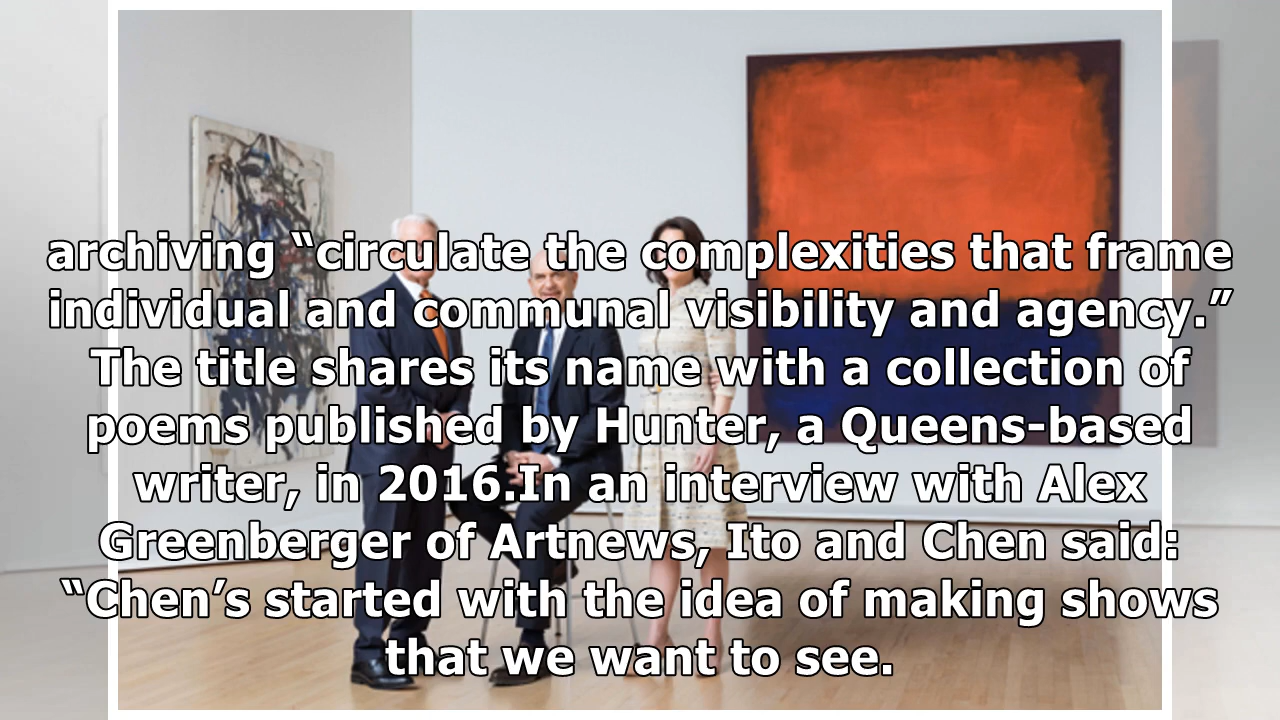 archiving “circulate the complexities that frame
individual and communal visibility and agency.”
The title shares its name with a collection of
poems published by Hunter, a Queens-based
writer, in 2016.In an interview with Alex
Greenberger of Artnews, Ito and Chen said:
“Chen’s started with the idea of making shows
that we want to see.